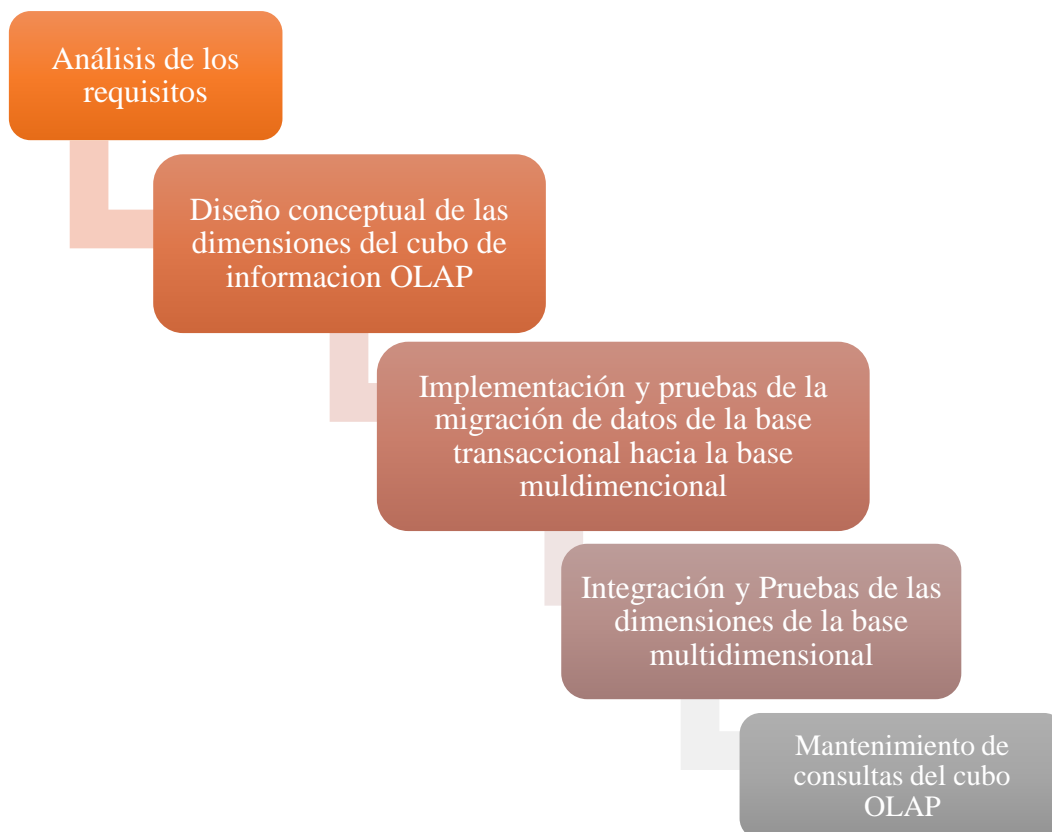 Análisis de los
requisitos
Diseño conceptual de las
dimensiones del cubo de
informacion OLAP
Implementación y pruebas de la
migración de datos de la base
transaccional hacia la base
muldimencional
Integración y Pruebas de las
dimensiones de la base
multidimensional
Mantenimiento de
consultas del cubo
OLAP